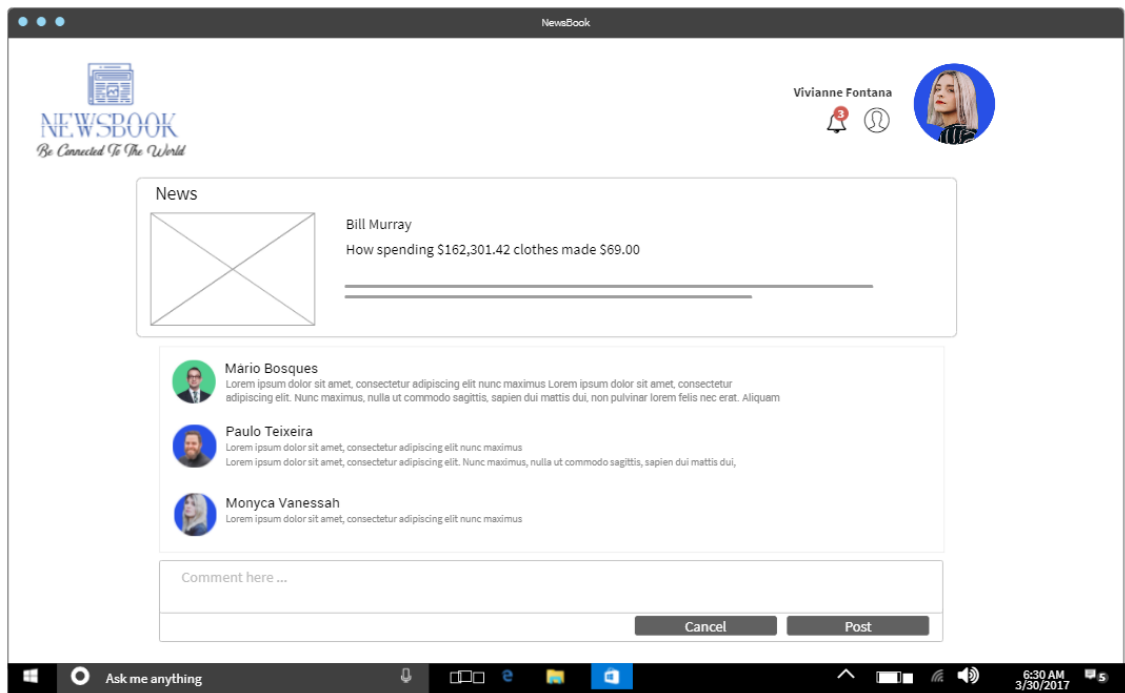 NewsBook
NEWSBOOK
Be Connected To The World
Vivianne Fontana
3
News
Bill Murray
How spending $162,301.42 clothes made $69.00
Mário Bosques
Lorem ipsum dolor sit amet, consectetur adipiscing elit nunc maximus Lorem ipsum dolor sit amet, consectetur
adipiscing elit. Nunc maximus, nulla ut commodo sagittis, sapien dui mattis dui, non pulvinar lorem felis nec erat. Aliquam
Paulo Teixeira
Lorem ipsum dolor sit amet, consectetur adipiscing elit nunc maximus
Lorem ipsum dolor sit amet, consectetur adipiscing elit. Nunc maximus, nulla ut commodo sagittis, sapien dui mattis dui,
Monyca Vanessah
Lorem ipsum dolor sit amet, consectetur adipiscing elit nunc maximus
Comment here ...
Cancel
Post
Ask me anything
6:30 AM
3/30/2017
5